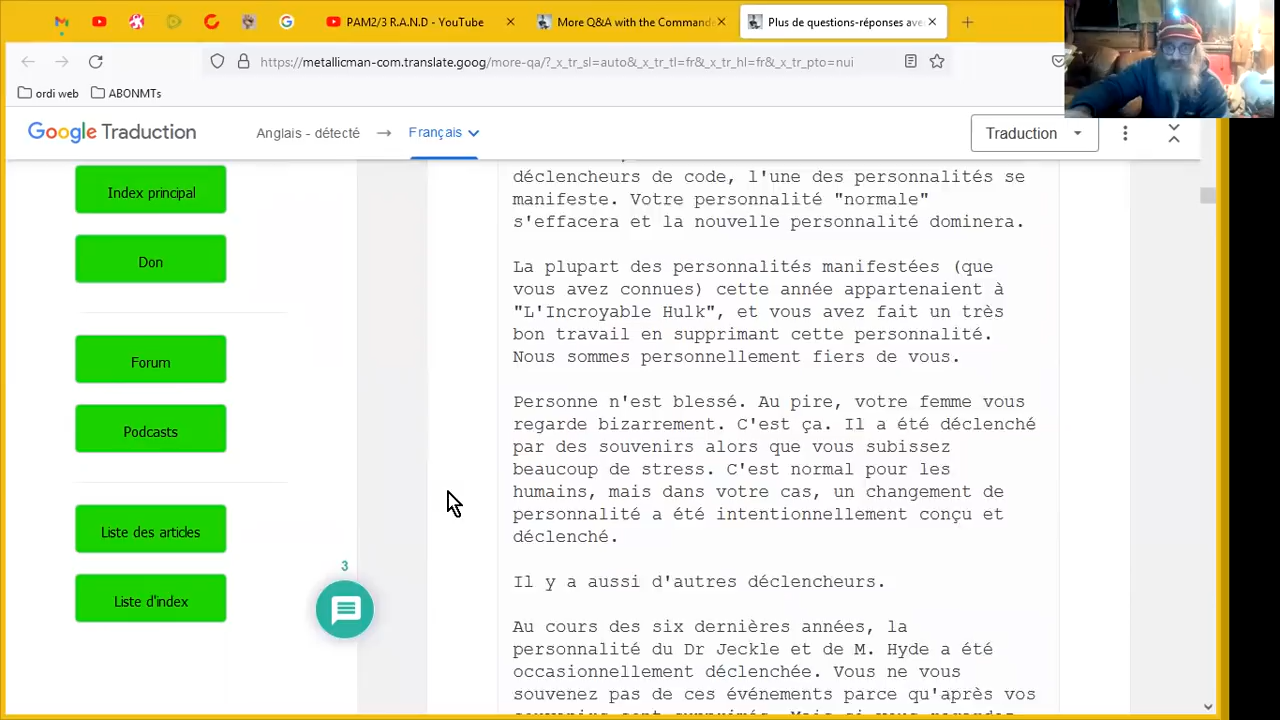 PAM2/3 R.A.N.D - YouTube
More Q&A with the Command
Plus de questions-réponses ave
https://metallicman-com.translate.goog/more-qa/?_x_tr_sl=auto&_x_tr_tl=fr&_x_tr_hl=fr&_x_tr_pto=nui
ordi web
ABONMTs
Google Traduction
Anglais - détecté
Français
Traduction
Index principal
Don
Forum
Podcasts
Liste des articles
Liste d'index
3
déclencheurs de code, l'une des personnalités se
manifeste. Votre personnalité "normale"
s'effacera et la nouvelle personnalité dominera.
La plupart des personnalités manifestées (que
vous avez connues) cette année appartenaient à
"L'Incroyable Hulk", et vous avez fait un très
bon travail en supprimant cette personnalité.
Nous sommes personnellement fiers de vous.
Personne n'est blessé. Au pire, votre femme vous
regarde bizarrement. C'est ça. Il a été déclenché
par des souvenirs alors que vous subissez
beaucoup de stress. C'est normal pour les
humains, mais dans votre cas, un changement de
personnalité a été intentionnellement conçu et
déclenché.
Il y a aussi d'autres déclencheurs.
Au cours des six dernières années, la
personnalité du Dr Jeckle et de M. Hyde a été
occasionnellement déclenchée. Vous ne vous
souvenez pas de ces événements parce qu'après vos